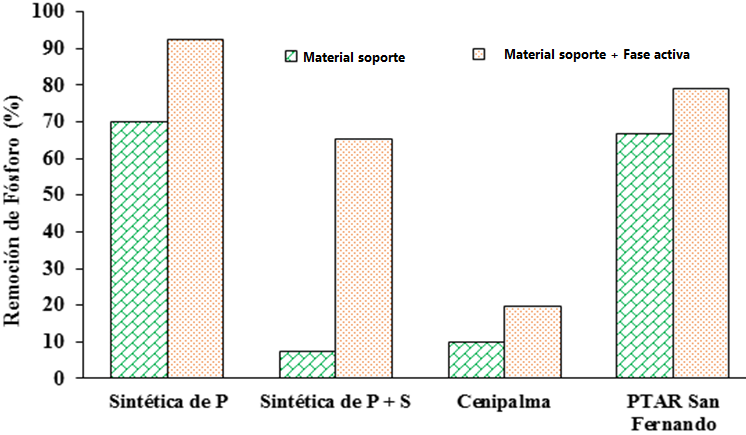 100
90
80
70
60
50
40
30
20
10
0
Remoción de Fósforo (%)
Material soporte
Material soporte + Fase activa
Sintética de P
Sintética de P + S
Cenipalma
PTAR San
Fernando